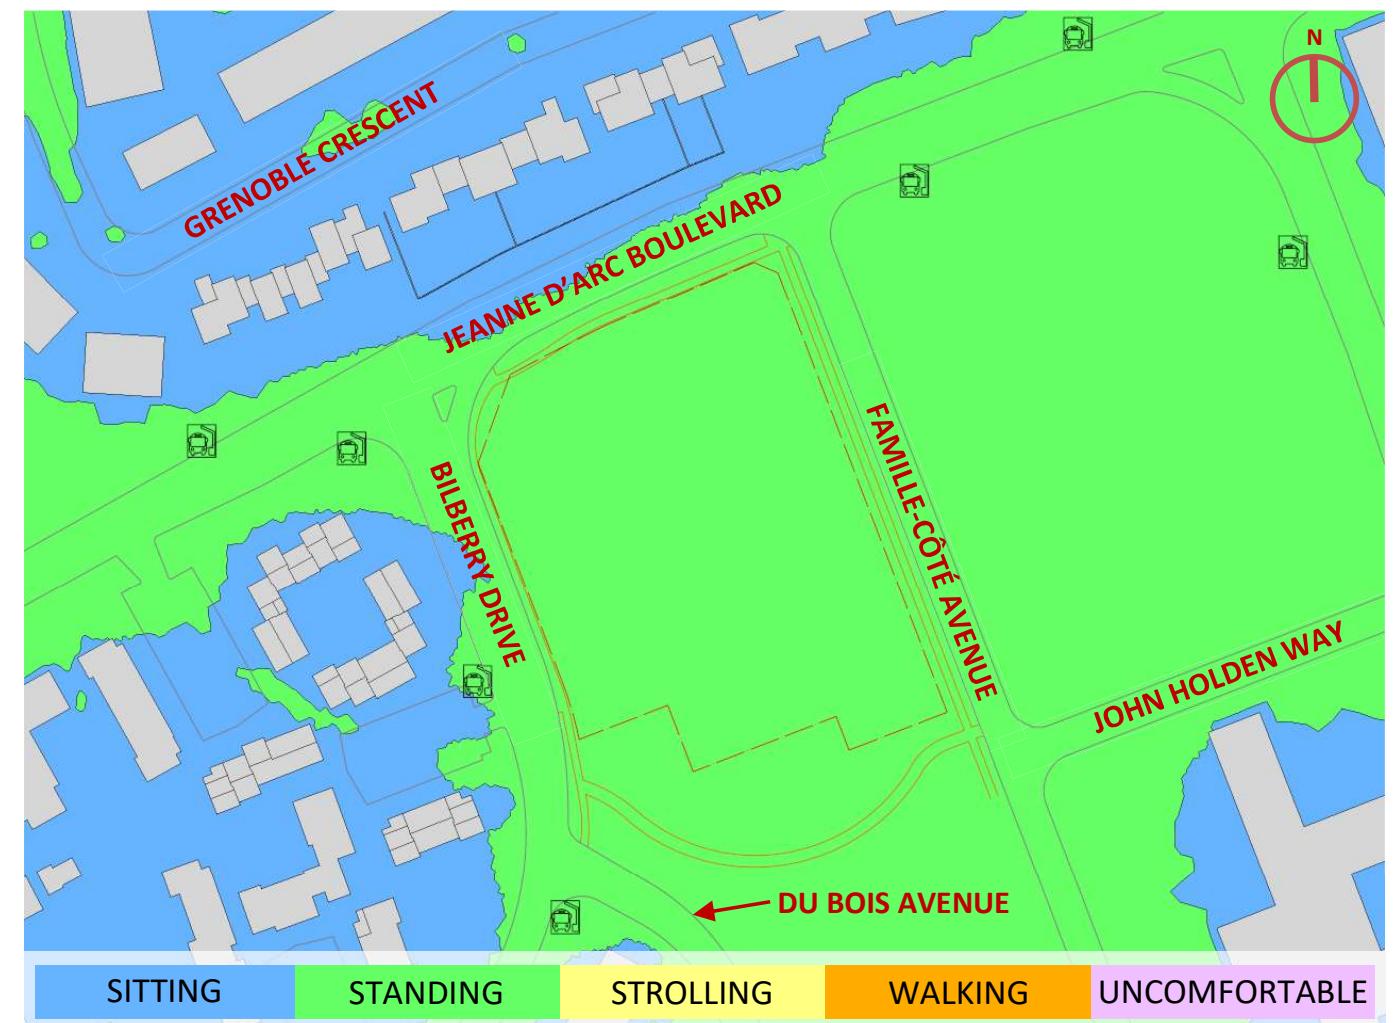 N
GRENOBLE CRESCENT
JEANNE D’ARC BOULEVARD
FAMILLE-CÔTÉ AVENUE
BILBERRY DRIVE
JOHN HOLDEN WAY
DU BOIS AVENUE
SITTING
STANDING
STROLLING
WALKING
UNCOMFORTABLE